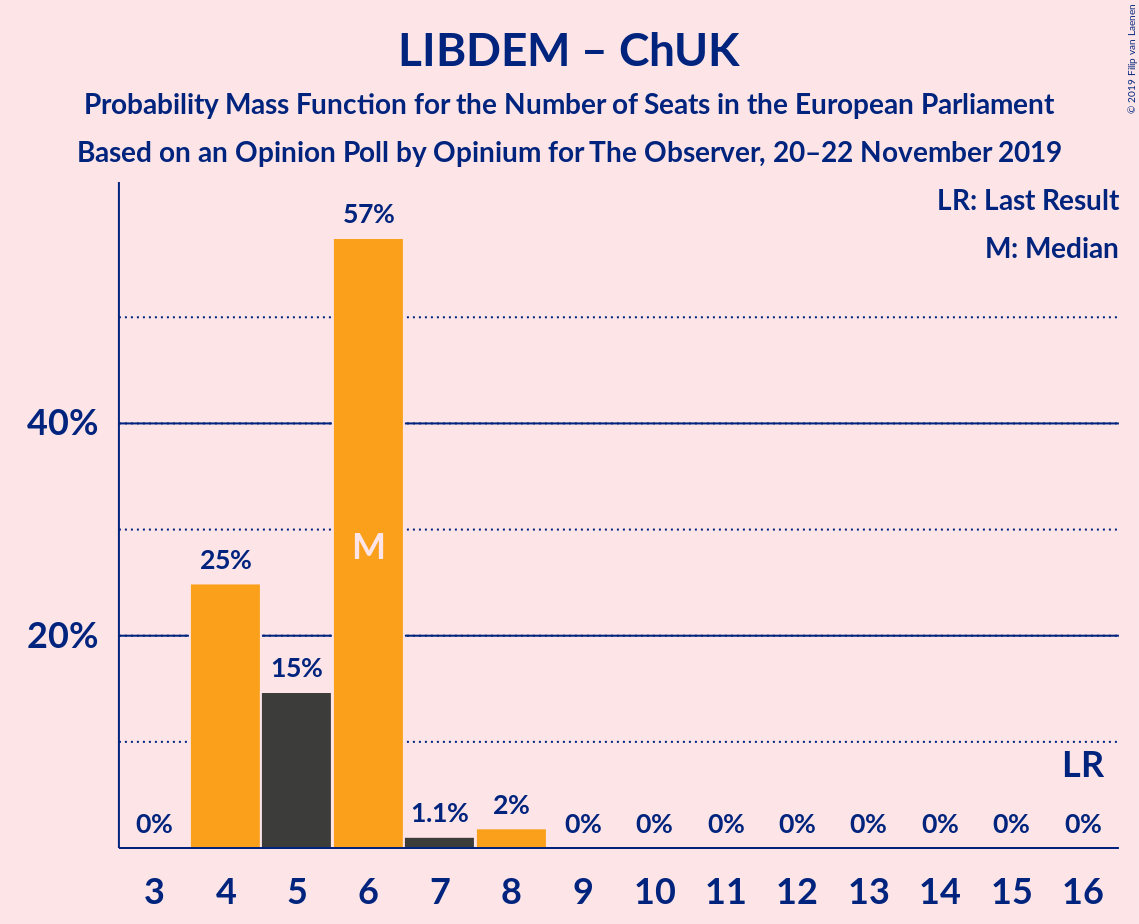 LIBDEM – ChUK
Probability Mass Function for the Number of Seats in the European Parliament
Based on an Opinion Poll by Opinium for The Observer, 20–22 November 2019
© 2019 Filip van Laenen
LR: Last Result
M: Median
57%
40%
M
25%
20%
15%
LR
0% 1.1% 2% 0% 0% 0% 0% 0% 0% 0% 0%
3 4 5 6 7 8 9 10 11 12 13 14 15 16